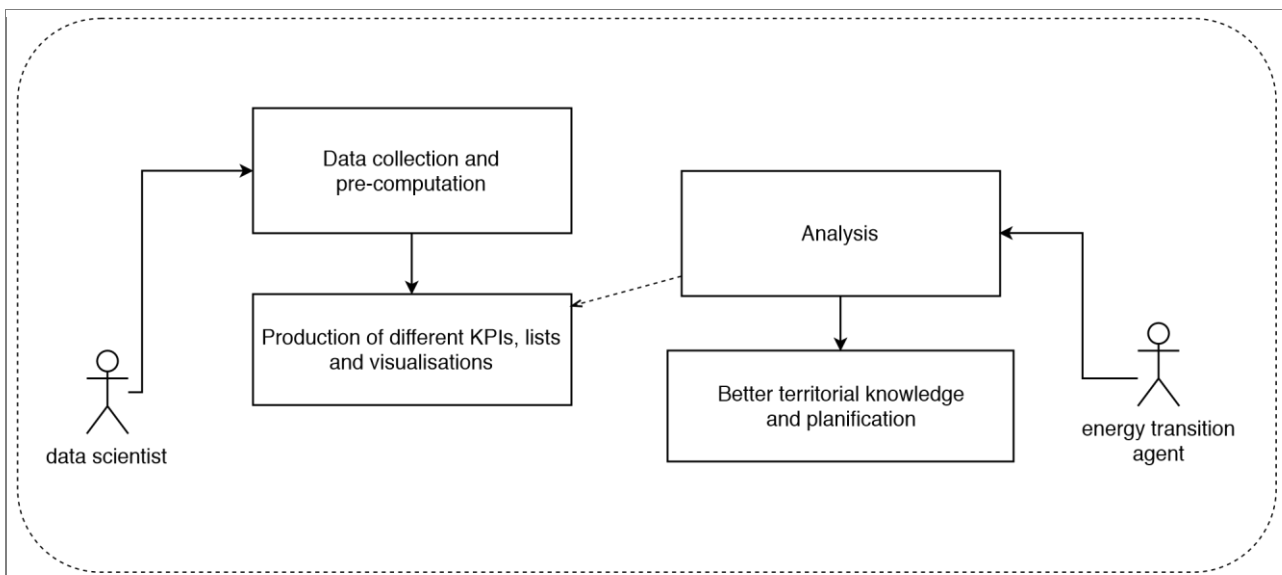 Data collection and
pre-computation
Analysis
Production of different KPIs, lists
and visualisations
Better territorial knowledge
and planification
data scientist
energy transition
agent